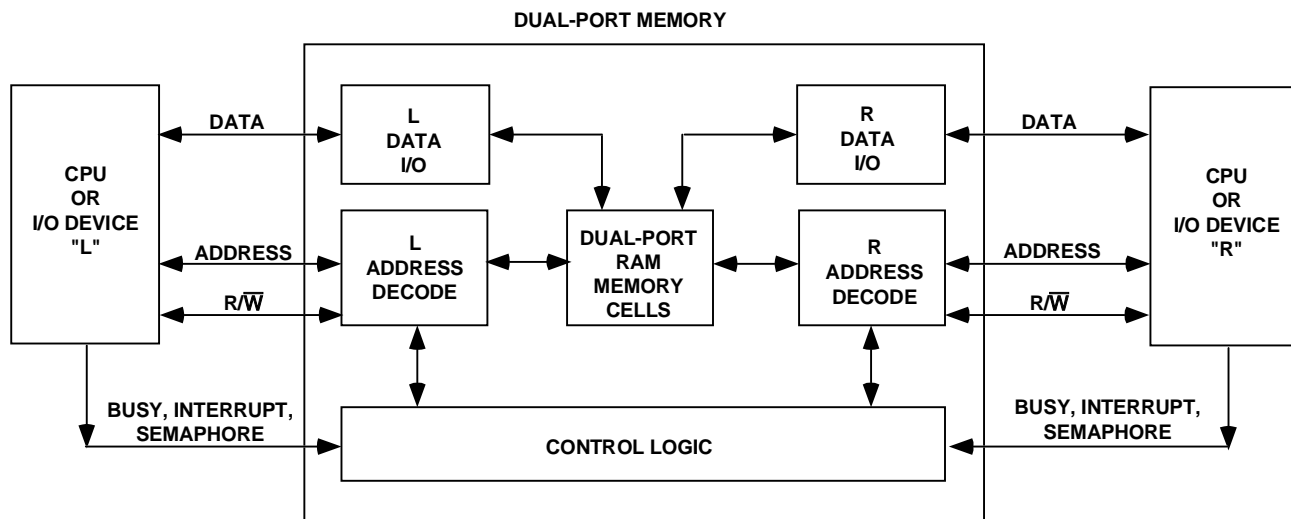 DUAL-PORT MEMORY
CPU
OR
I/O DEVICE
"L"
DATA
L
DATA
I/O
R
DATA
I/O
DATA
CPU
OR
I/O DEVICE
"R"
ADDRESS
L
ADDRESS
DECODE
DUAL-PORT
RAM
MEMORY
CELLS
R
ADDRESS
DECODE
ADDRESS
R/W̅
R/W̅
BUSY, INTERRUPT,
SEMAPHORE
CONTROL LOGIC
BUSY, INTERRUPT,
SEMAPHORE